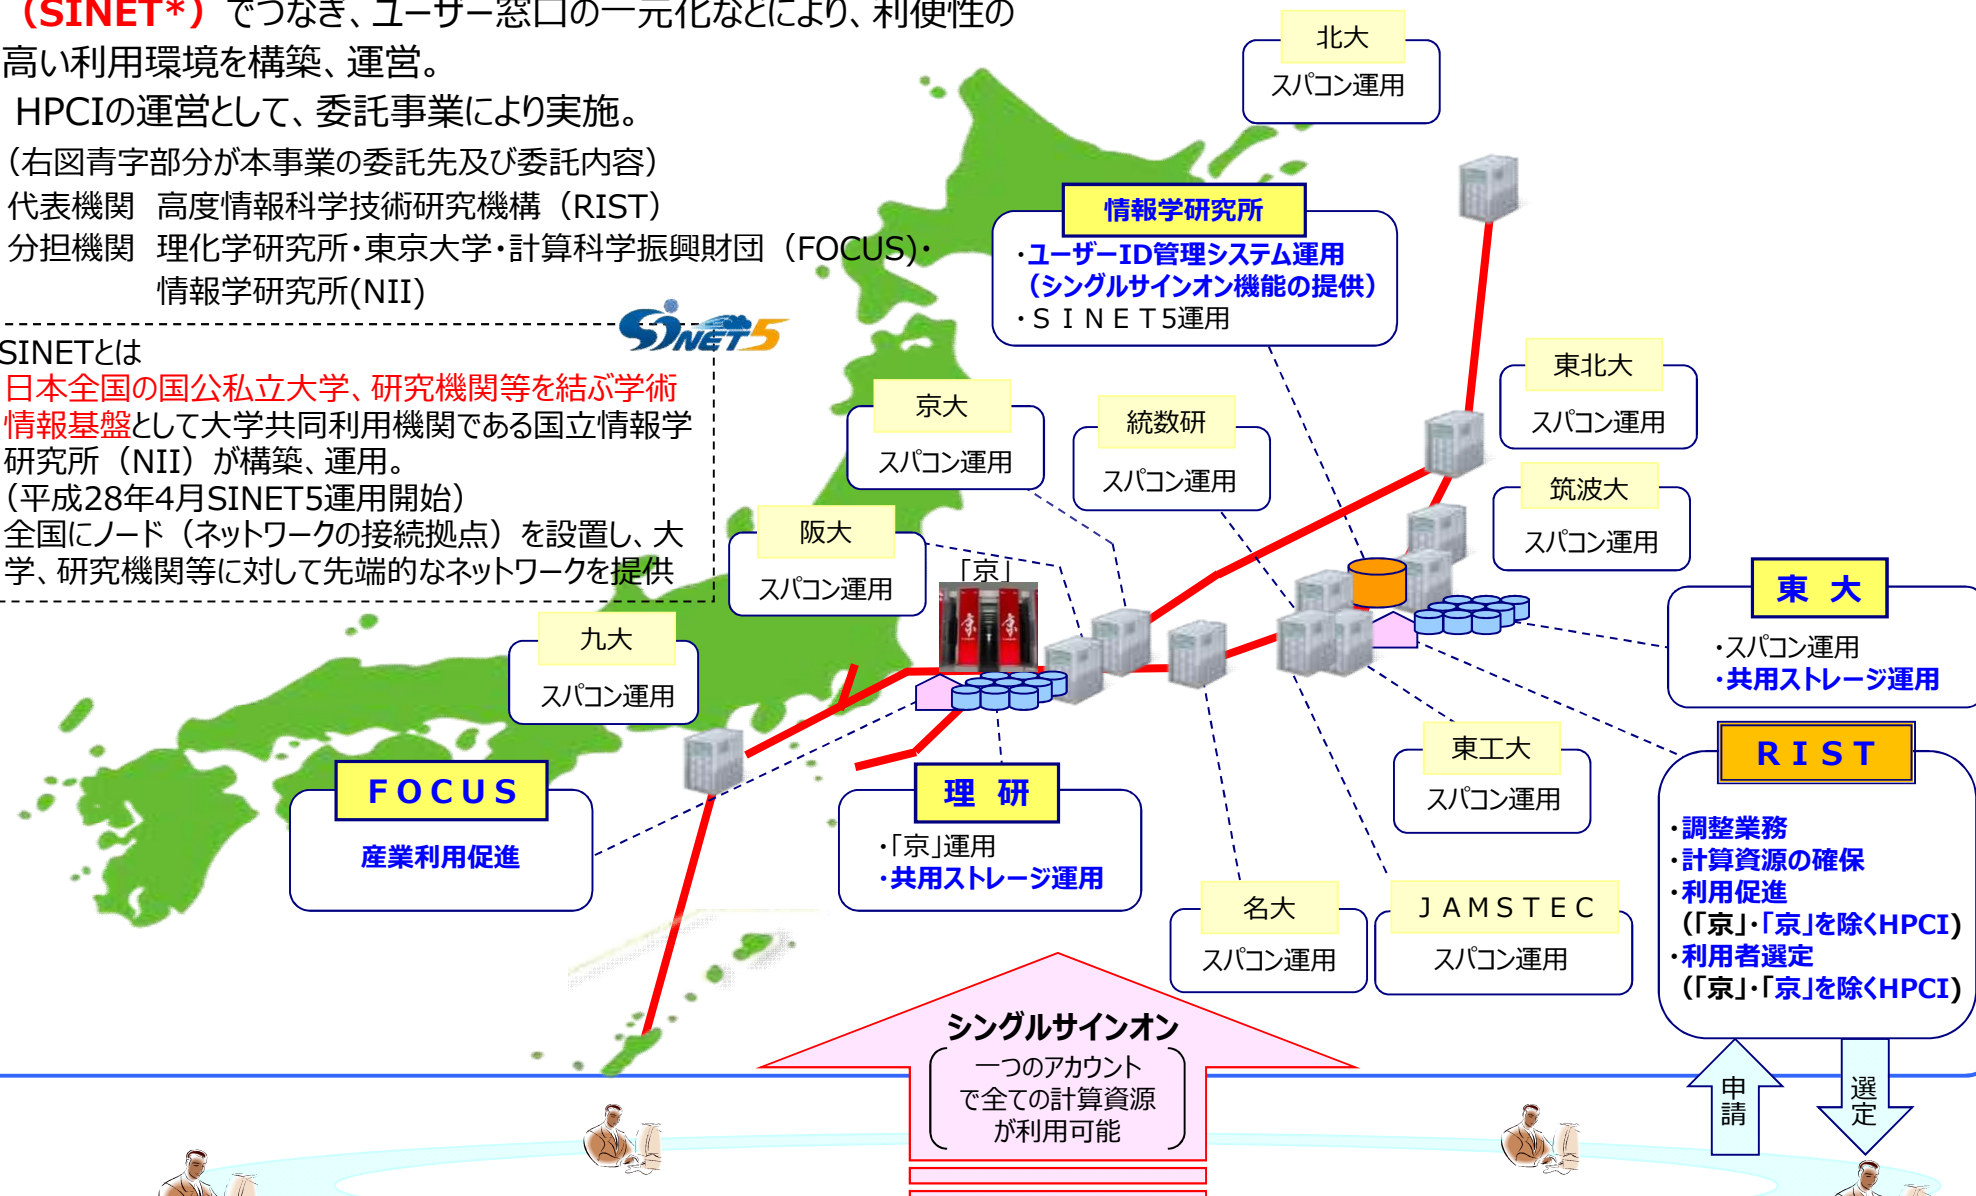 （SINET*）でつなぎ、ユーザー窓口の一元化などにより、利便性の
高い利用環境を構築、運営。
HPCIの運営として、委託事業により実施。
（右図青字部分が本事業の委託先及び委託内容）
代表機関　高度情報科学技術研究機構（RIST）
分担機関　理化学研究所・東京大学・計算科学振興財団（FOCUS)・
情報学研究所(NII)
SINET5
SINETとは
日本全国の国公私立大学、研究機関等を結ぶ学術
情報基盤として大学共同利用機関である国立情報学
研究所（NII）が構築、運用。
（平成28年4月SINET5運用開始）
全国にノード（ネットワークの接続拠点）を設置し、大
学、研究機関等に対して先端的なネットワークを提供
北大
スパコン運用
情報学研究所
・ユーザーID管理システム運用
（シングルサインオン機能の提供）
・ＳＩＮＥＴ5運用
東北大
スパコン運用
京大
スパコン運用
統数研
スパコン運用
筑波大
スパコン運用
阪大
スパコン運用
「京」
京
京
東 大
・スパコン運用
・共用ストレージ運用
九大
スパコン運用
東工大
スパコン運用
ＲＩＳＴ
・調整業務
・計算資源の確保
・利用促進
（「京」・「京」を除くHPCI）
・利用者選定
（「京」・「京」を除くHPCI）
ＦＯＣＵＳ
産業利用促進
理 研
・「京」運用
・共用ストレージ運用
名大
スパコン運用
ＪＡＭＳＴＥＣ
スパコン運用
シングルサインオン
一つのアカウント
で全ての計算資源
が利用可能
申請
選定